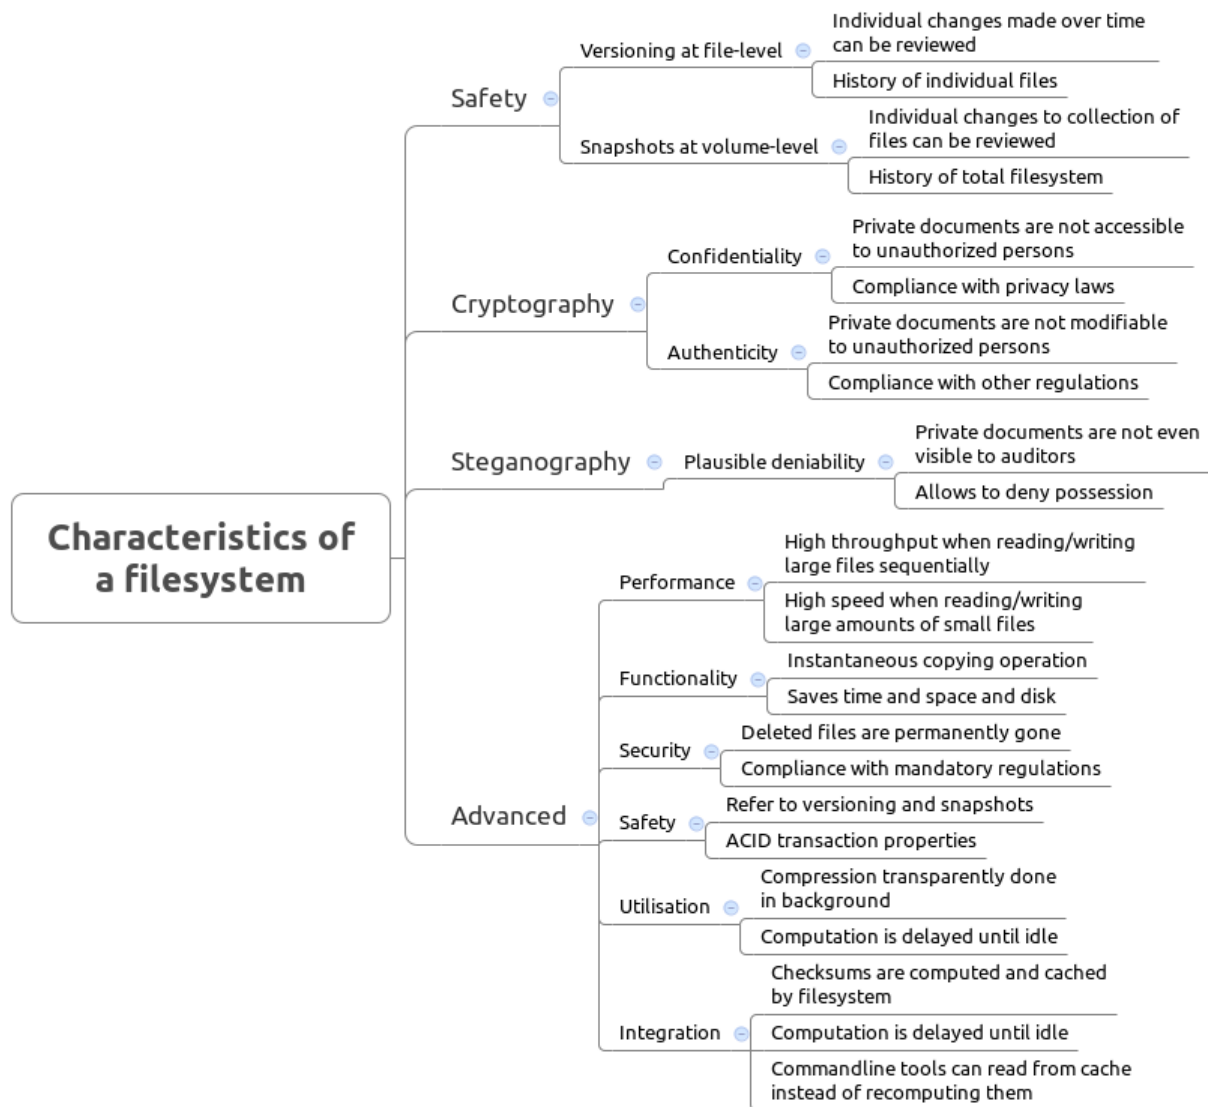 Characteristics of
a filesystem
Safety
Versioning at file-level
Individual changes made over time
can be reviewed
History of individual files
Snapshots at volume-level
Individual changes to collection of
files can be reviewed
History of total filesystem
Cryptography
Confidentiality
Private documents are not accessible
to unauthorized persons
Compliance with privacy laws
Authenticity
Private documents are not modifiable
to unauthorized persons
Compliance with other regulations
Steganography
Plausible deniability
Private documents are not even
visible to auditors
Allows to deny possession
Advanced
Performance
High throughput when reading/writing
large files sequentially
High speed when reading/writing
large amounts of small files
Functionality
Instantaneous copying operation
Saves time and space and disk
Security
Deleted files are permanently gone
Compliance with mandatory regulations
Safety
Refer to versioning and snapshots
ACID transaction properties
Utilisation
Compression transparently done
in background
Computation is delayed until idle
Integration
Checksums are computed and cached
by filesystem
Computation is delayed until idle
Commandline tools can read from cache
instead of recomputing them